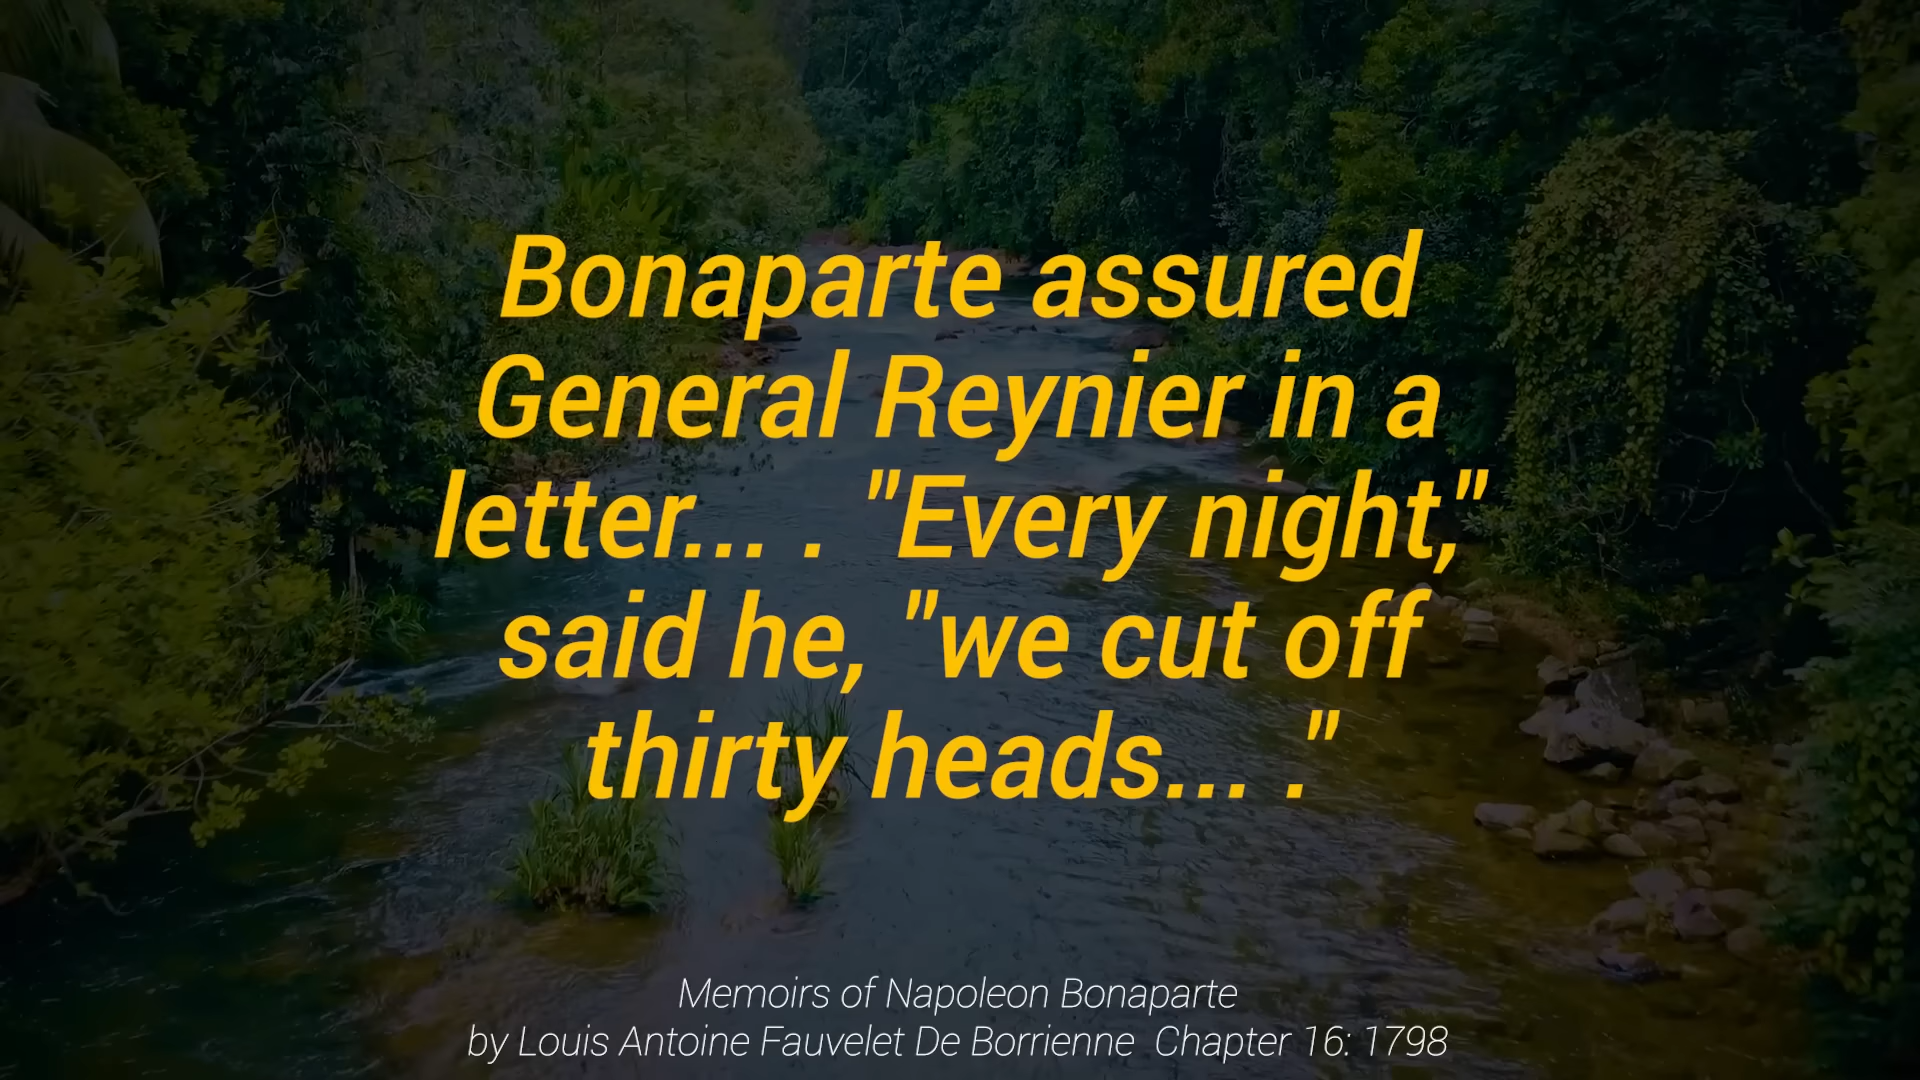 Bonaparte assured
General Reynier in a
letter... . "Every night,"
said he, "we cut off
thirty heads... ."
Memoirs of Napoleon Bonaparte
by Louis Antoine Fauvelet De Borrienne  Chapter 16: 1798